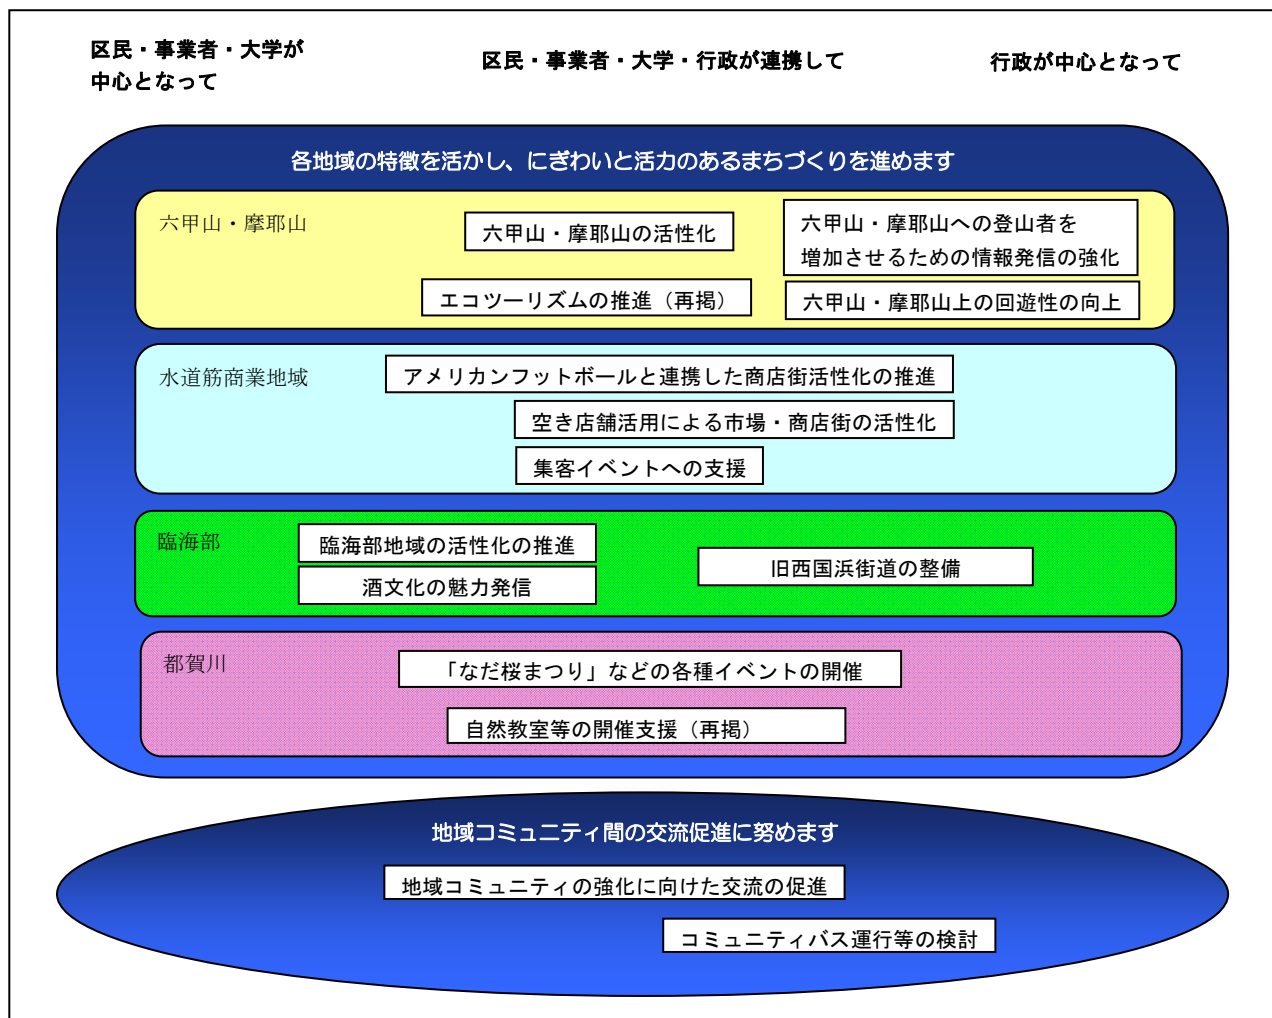 区民・事業者・大学が
中心となって
区民・事業者・大学・行政が連携して
行政が中心となって
各地域の特徴を活かし、にぎわいと活力のあるまちづくりを進めます
六甲山・摩耶山
六甲山・摩耶山の活性化
六甲山・摩耶山への登山者を
増加させるための情報発信の強化
エコツーリズムの推進（再掲）
六甲山・摩耶山上の回遊性の向上
水道筋商業地域
アメリカンフットボールと連携した商店街活性化の推進
空き店舗活用による市場・商店街の活性化
集客イベントへの支援
臨海部
臨海部地域の活性化の推進
酒文化の魅力発信
旧西国浜街道の整備
都賀川
「なだ桜まつり」などの各種イベントの開催
自然教室等の開催支援（再掲）
地域コミュニティ間の交流促進に努めます
地域コミュニティの強化に向けた交流の促進
コミュニティバス運行等の検討